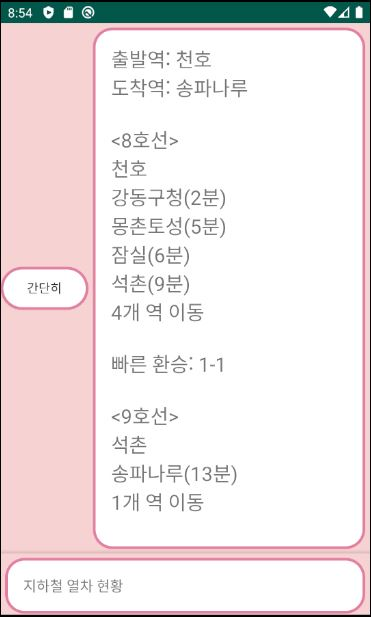 8:54
출발역: 천호
도착역: 송파나루
<8호선>
천호
강동구청(2분)
몽촌토성(5분)
잠실(6분)
석촌(9분)
4개 역 이동
빠른 환승: 1-1
<9호선>
석촌
송파나루(13분)
1개 역 이동
간단히
지하철 열차 현황